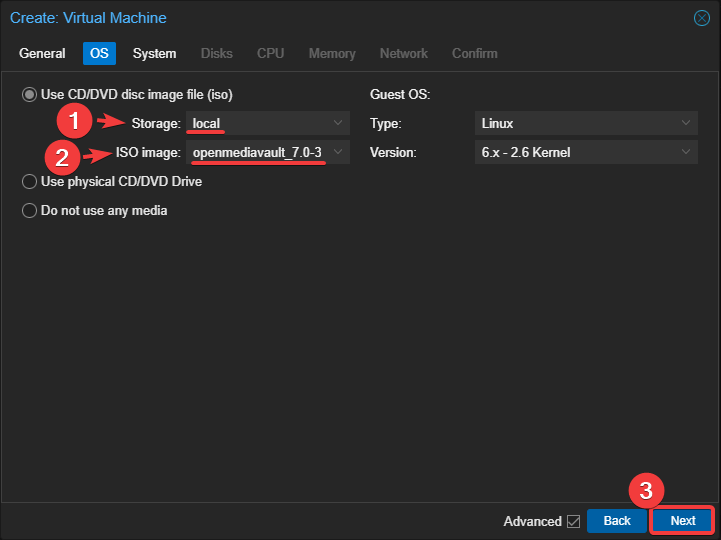 Create: Virtual Machine
General OS System Disks CPU Memory Network Confirm
Use CD/DVD disc image file (iso) Guest OS:
1 Storage: local Type: Linux
2 ISO image: openmediavault_7.0-3 Version: 6.x - 2.6 Kernel
Use physical CD/DVD Drive
Do not use any media
3
Advanced Back Next